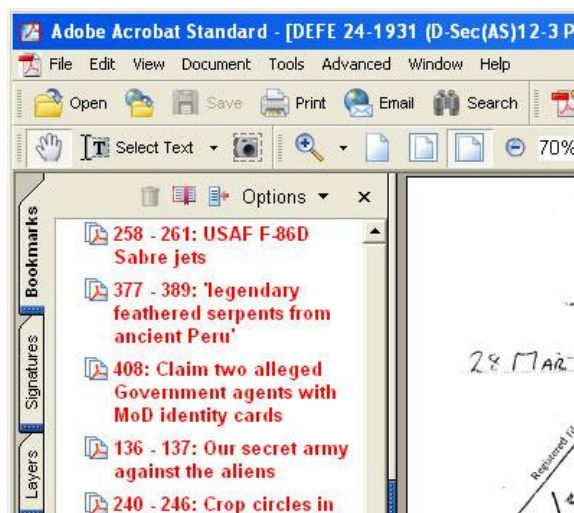 Adobe Acrobat Standard - [DEFE 24-1931 (D-Sec(AS)12-3 P
File Edit View Document Tools Advanced Window Help
Open Save Print Email Search
Select Text 70%
Options
Bookmarks
258 - 261: USAF F-86D
Sabre jets
377 - 389: 'legendary
feathered serpents from
ancient Peru'
408: Claim two alleged
Government agents with
MoD identity cards
136 - 137: Our secret army
against the aliens
240 - 246: Crop circles in
Signatures
Layers
28 MAR
Registered fi